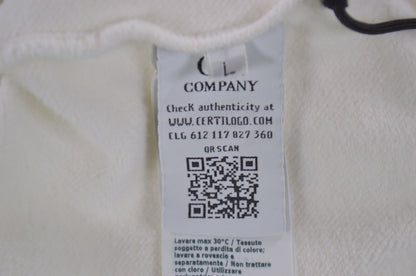 COMPANY
Check authenticity at
WWW.CERTILOGO.COM
CLG 612 117 827 360
QR SCAN
Lavare max 30°C / Tessuto
soggetto a perdita di colore;
lavare a rovescio e
separatamente / Non trattare
con cloro / Utilizzare